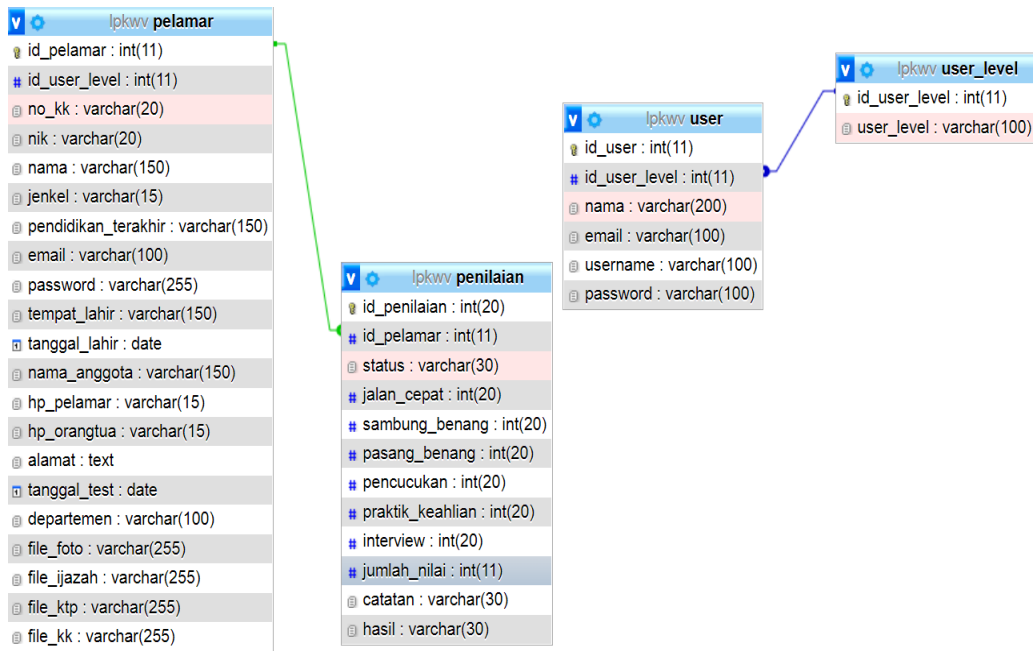 lpkwv pelamar
id_pelamar : int(11)
id_user_level : int(11)
no_kk : varchar(20)
nik : varchar(20)
nama : varchar(150)
jenkel : varchar(15)
pendidikan_terakhir : varchar(150)
email : varchar(100)
password : varchar(255)
tempat_lahir : varchar(150)
tanggal_lahir : date
nama_anggota : varchar(150)
hp_pelamar : varchar(15)
hp_orangtua : varchar(15)
alamat : text
tanggal_test : date
departemen : varchar(100)
file_foto : varchar(255)
file_ijazah : varchar(255)
file_ktp : varchar(255)
file_kk : varchar(255)
lpkwv penilaian
id_penilaian : int(20)
id_pelamar : int(11)
status : varchar(30)
jalan_cepat : int(20)
sambung_benang : int(20)
pasang_benang : int(20)
pencucukan : int(20)
praktik_keahlian : int(20)
interview : int(20)
jumlah_nilai : int(11)
catatan : varchar(30)
hasil : varchar(30)
lpkwv user
id_user : int(11)
id_user_level : int(11)
nama : varchar(200)
email : varchar(100)
username : varchar(100)
password : varchar(100)
lpkwv user_level
id_user_level : int(11)
user_level : varchar(100)